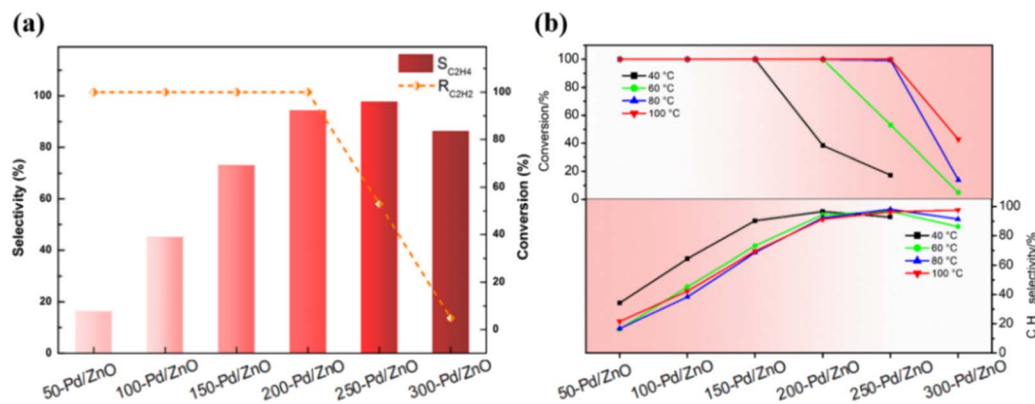 (a)
S_C2H4
R_C2H2
Selectivity (%)
100
80
60
40
20
0
Conversion (%)
100
80
60
40
20
0
50-Pd/ZnO
100-Pd/ZnO
150-Pd/ZnO
200-Pd/ZnO
250-Pd/ZnO
300-Pd/ZnO
(b)
Conversion/%
100
80
60
40
20
0
40 °C
60 °C
80 °C
100 °C
40 °C
60 °C
80 °C
100 °C
100
80
60
40
20
0
C H selectivity/%
50-Pd/ZnO
100-Pd/ZnO
150-Pd/ZnO
200-Pd/ZnO
250-Pd/ZnO
300-Pd/ZnO